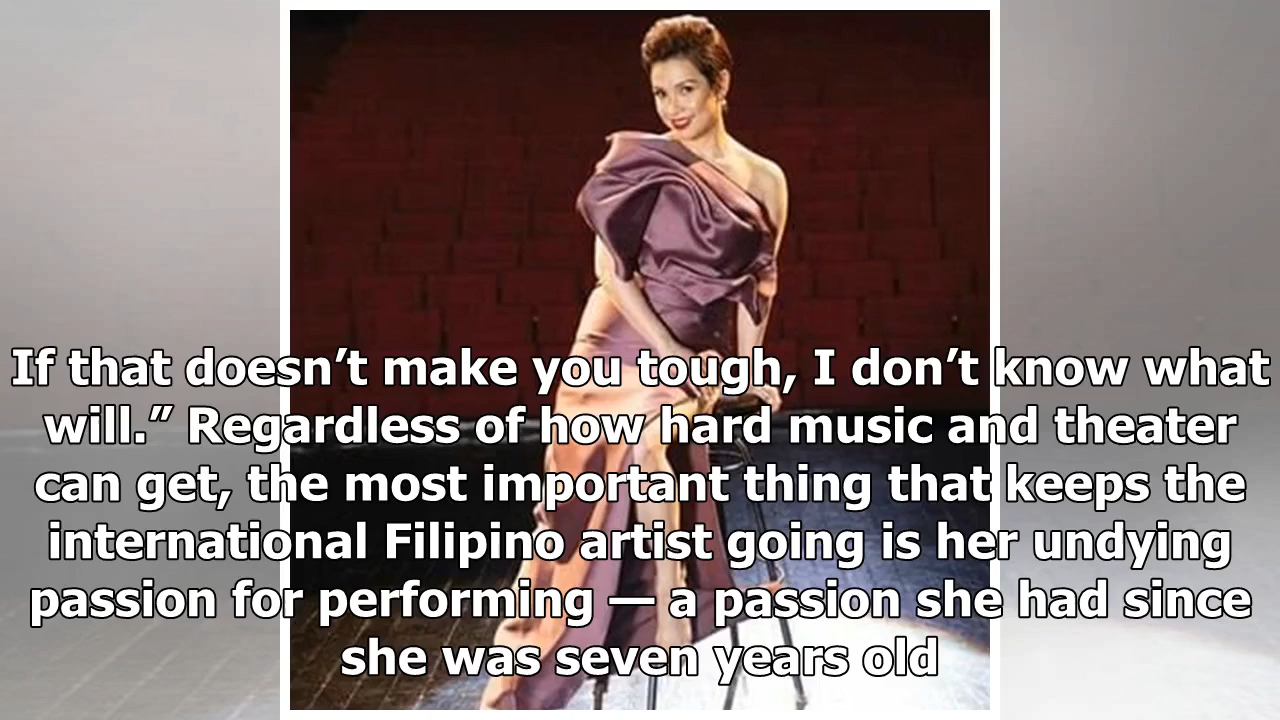 If that doesn’t make you tough, I don’t know what
will.” Regardless of how hard music and theater
can get, the most important thing that keeps the
international Filipino artist going is her undying
passion for performing — a passion she had since
she was seven years old